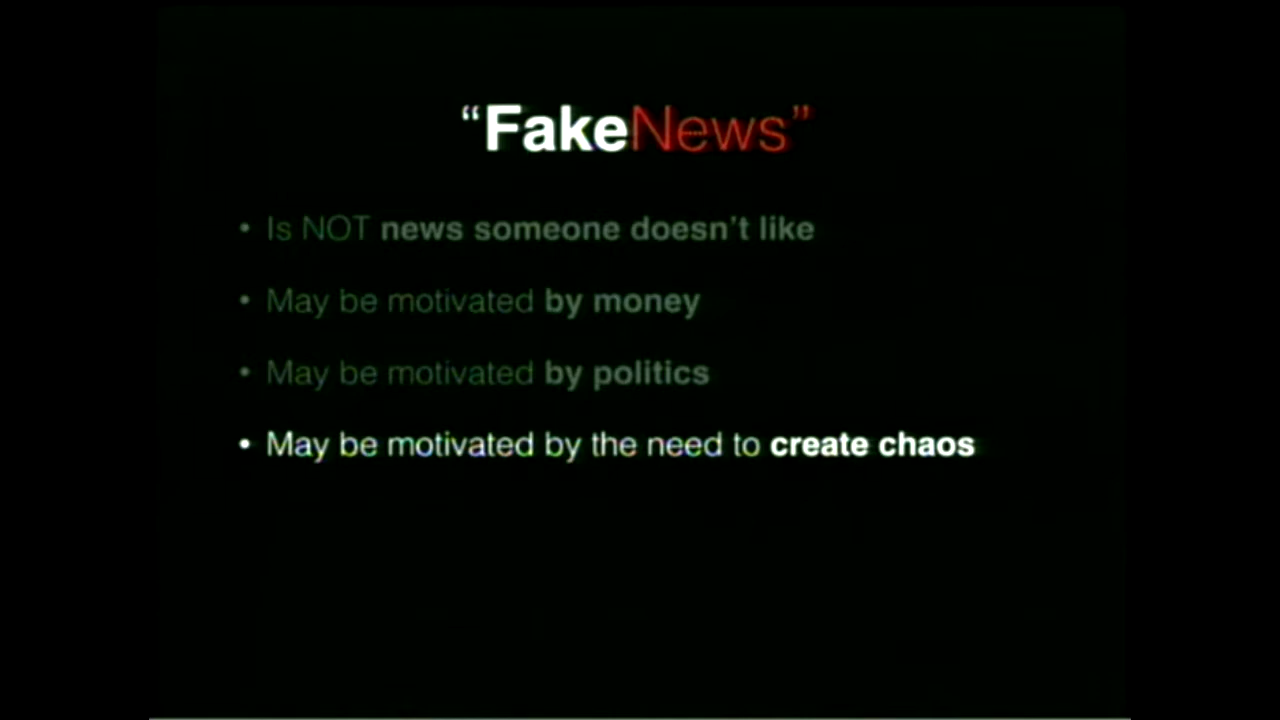 “FakeNews”
• Is NOT news someone doesn’t like
• May be motivated by money
• May be motivated by politics
• May be motivated by the need to create chaos